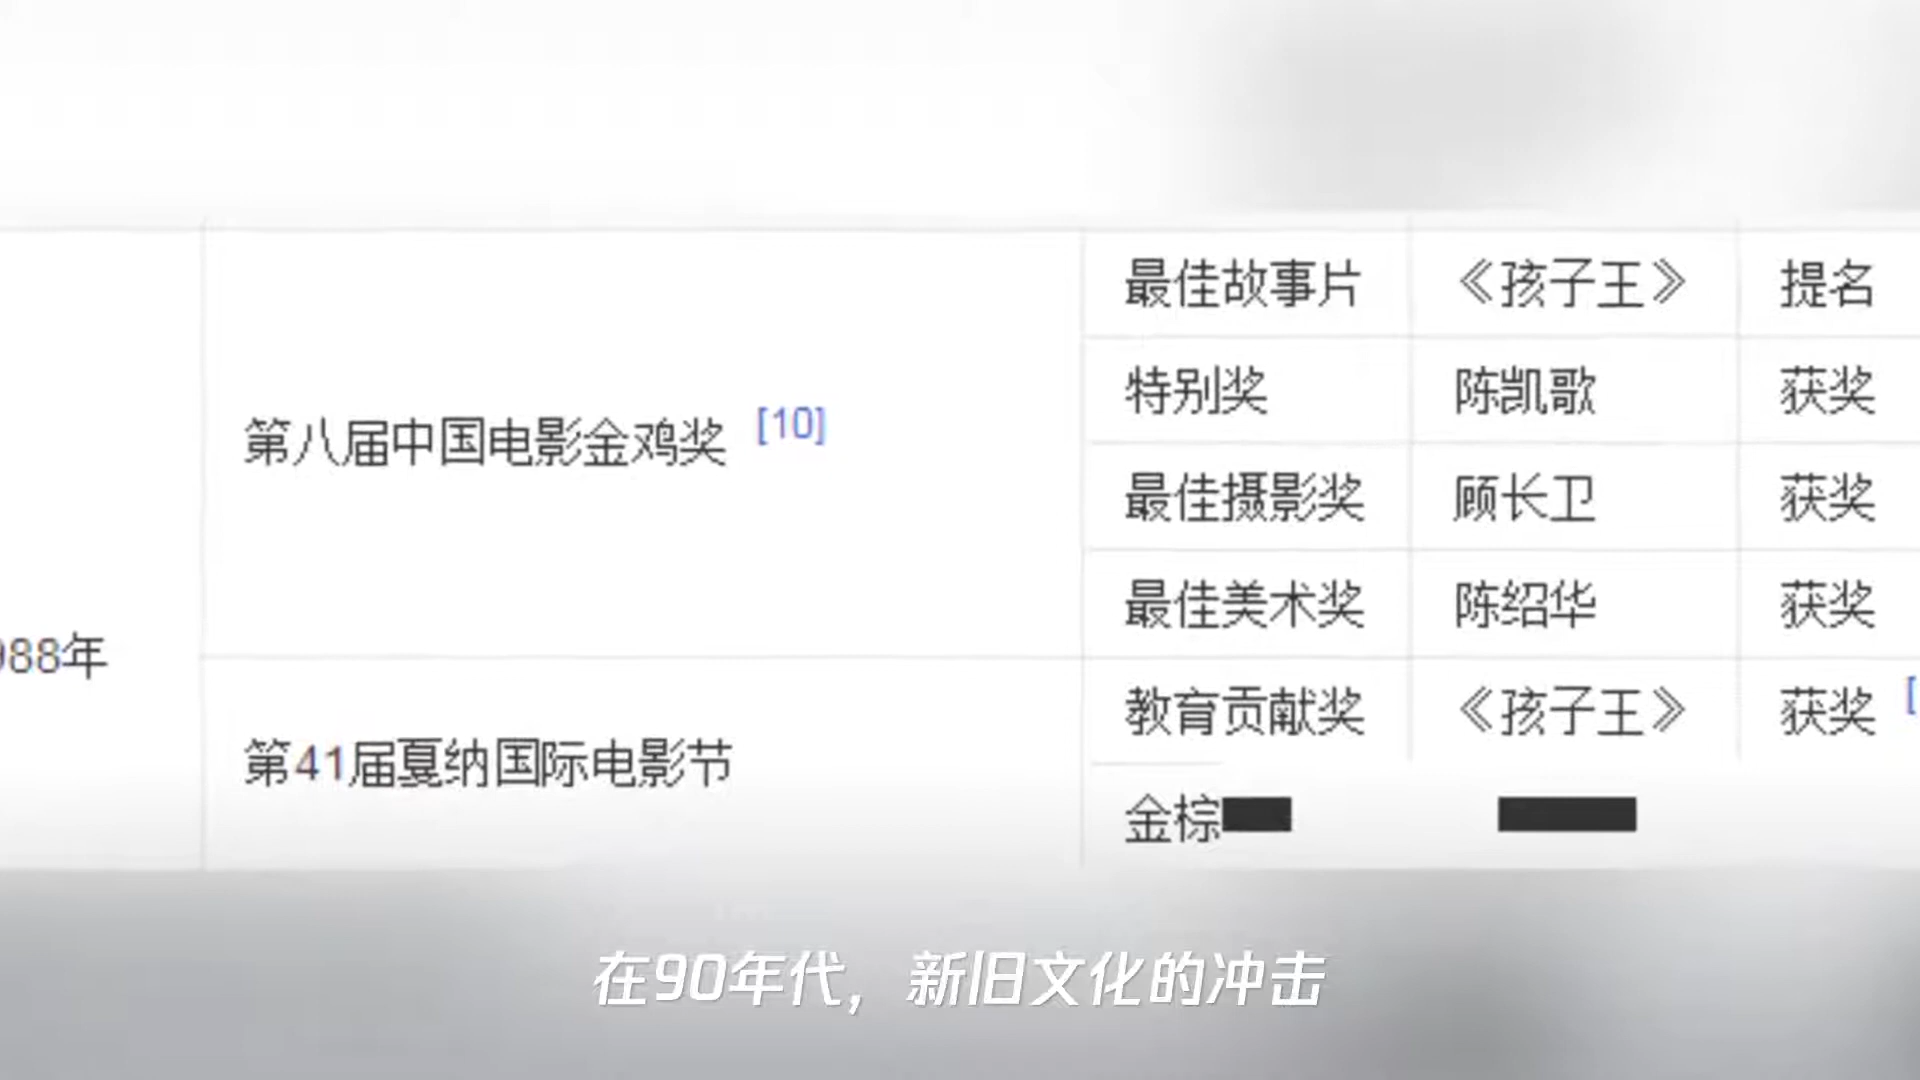 最佳故事片 《孩子王》 提名
特别奖 陈凯歌 获奖
第八届中国电影金鸡奖 [10]
最佳摄影奖 顾长卫 获奖
最佳美术奖 陈绍华 获奖
988年
教育贡献奖 《孩子王》 获奖 [
第41届戛纳国际电影节
金棕
在90年代，新旧文化的冲击